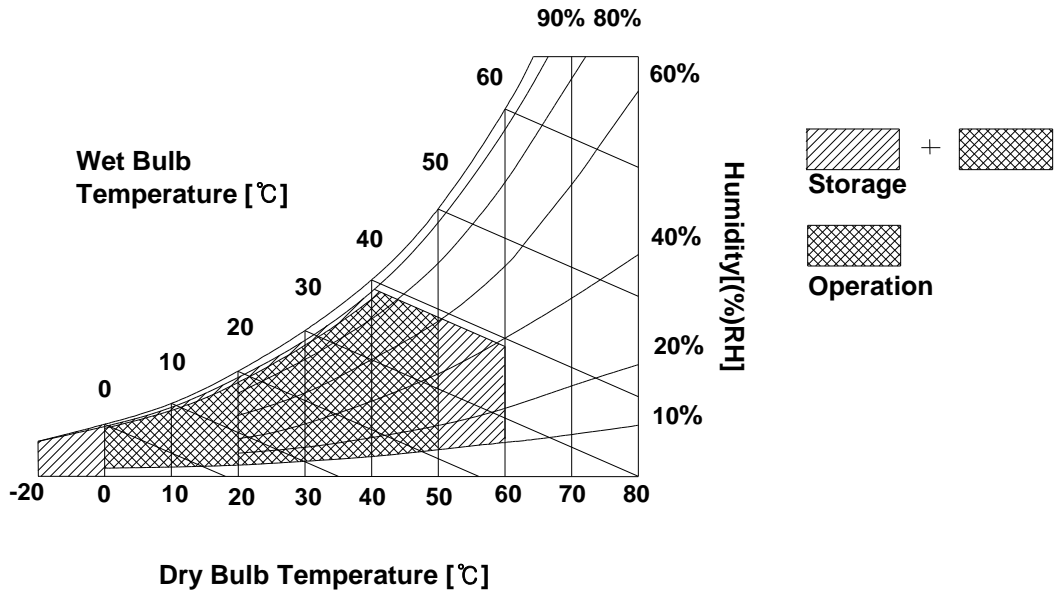 90% 80%
60
60%
Wet Bulb
Temperature [℃]
50
40
40%
30
20
20%
10
0
10%
Humidity[(%)RH]
-20 0 10 20 30 40 50 60 70 80
Dry Bulb Temperature [℃]
+
Storage
Operation